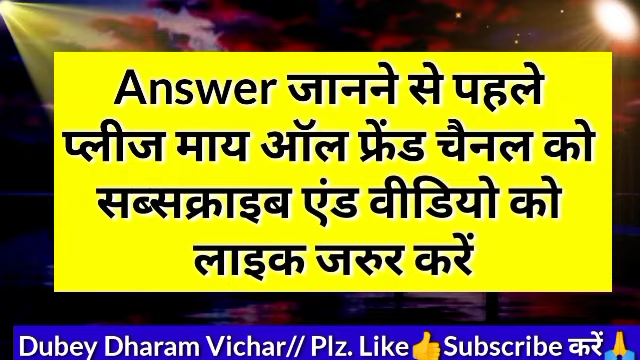 Answer जानने से पहले
प्लीज माय ऑल फ्रेंड चैनल को
सब्सक्राइब एंड वीडियो को
लाइक जरुर करें
Dubey Dharam Vichar// Plz. Like👍Subscribe करें🙏